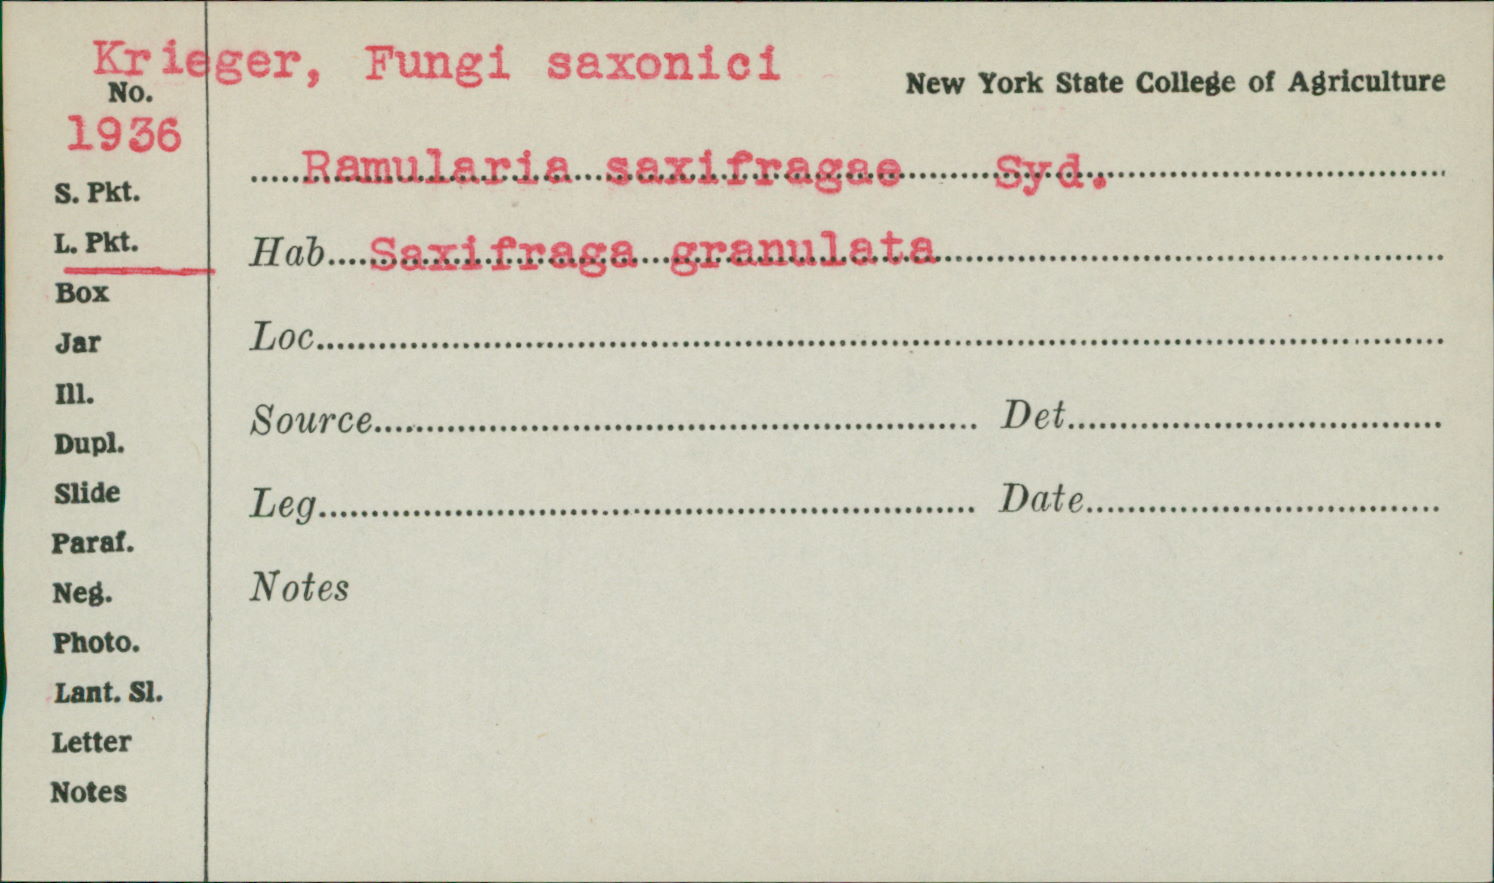 Krieger, Fungi saxonici
New York State College of Agriculture
No.
1936
Ramularia saxifragae Syd.
S. Pkt.
L. Pkt.
Hab Saxifraga granulata
Box
Jar
Loc
Ill.
Dupl.
Source Det
Slide
Leg Date
Paraf.
Neg.
Notes
Photo.
Lant. Sl.
Letter
Notes